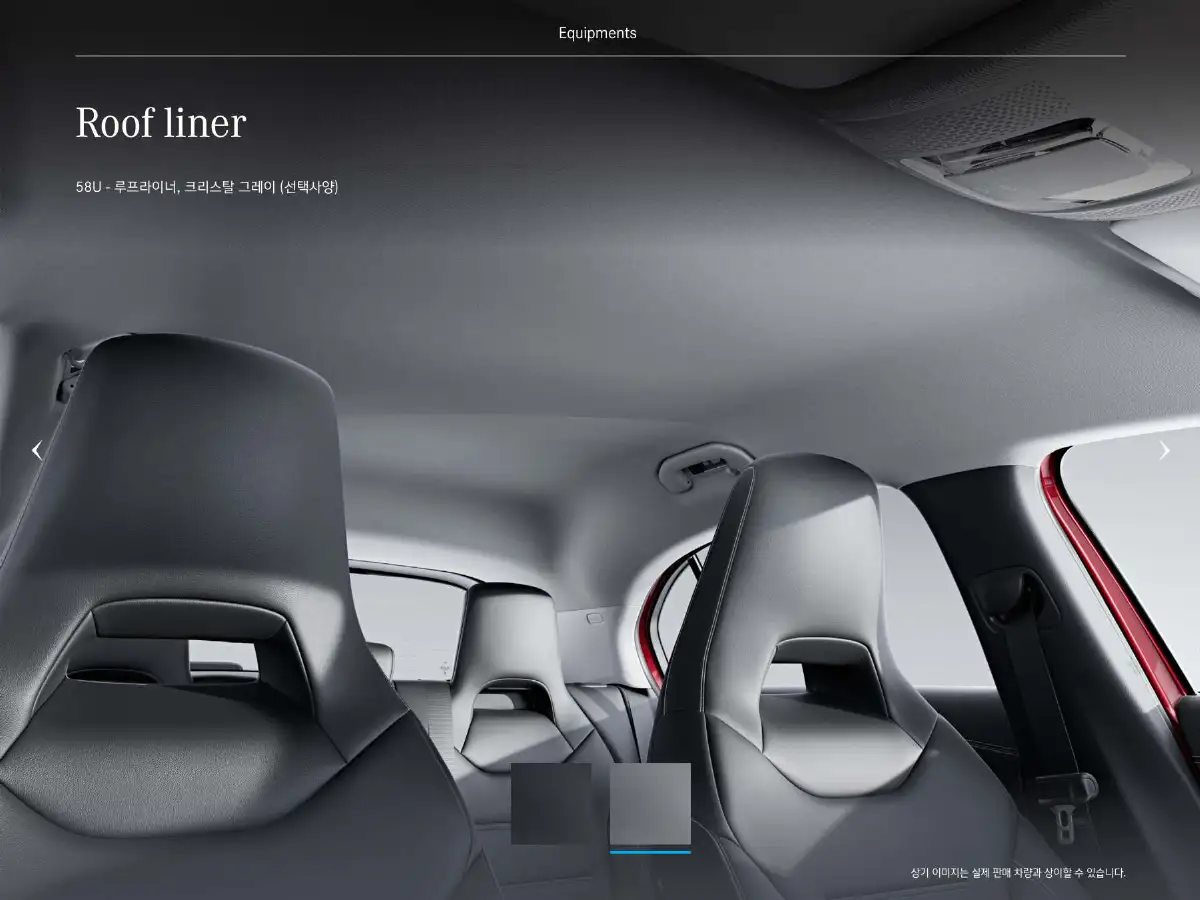 Equipments
Roof liner
58U - 루프라이너, 크리스탈 그레이 (선택사양)
상기 이미지는 실제 판매 차량과 상이할 수 있습니다.